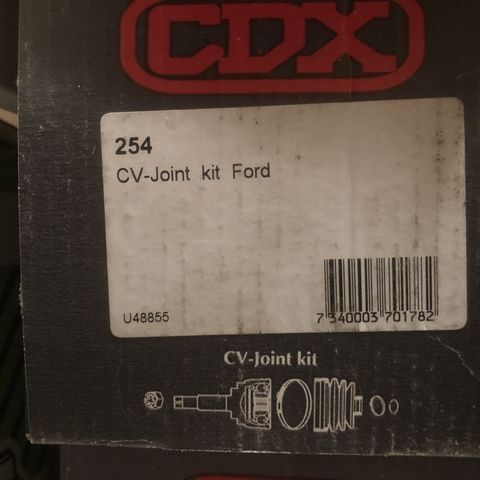 CDX
254
CV-Joint kit Ford
U48855
7 340003 701782
CV-Joint kit